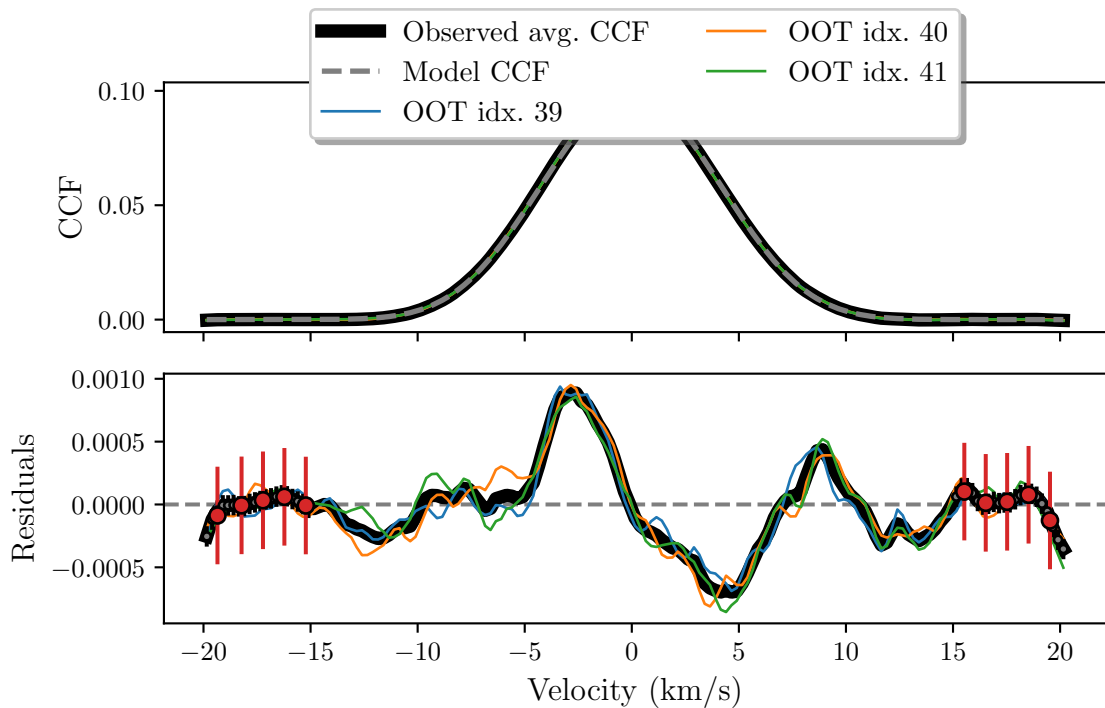 Observed avg. CCF
Model CCF
OOT idx. 39
OOT idx. 40
OOT idx. 41
0.10
0.05
0.00
CCF
0.0010
0.0005
0.0000
−0.0005
Residuals
−20 −15 −10 −5 0 5 10 15 20
Velocity (km/s)